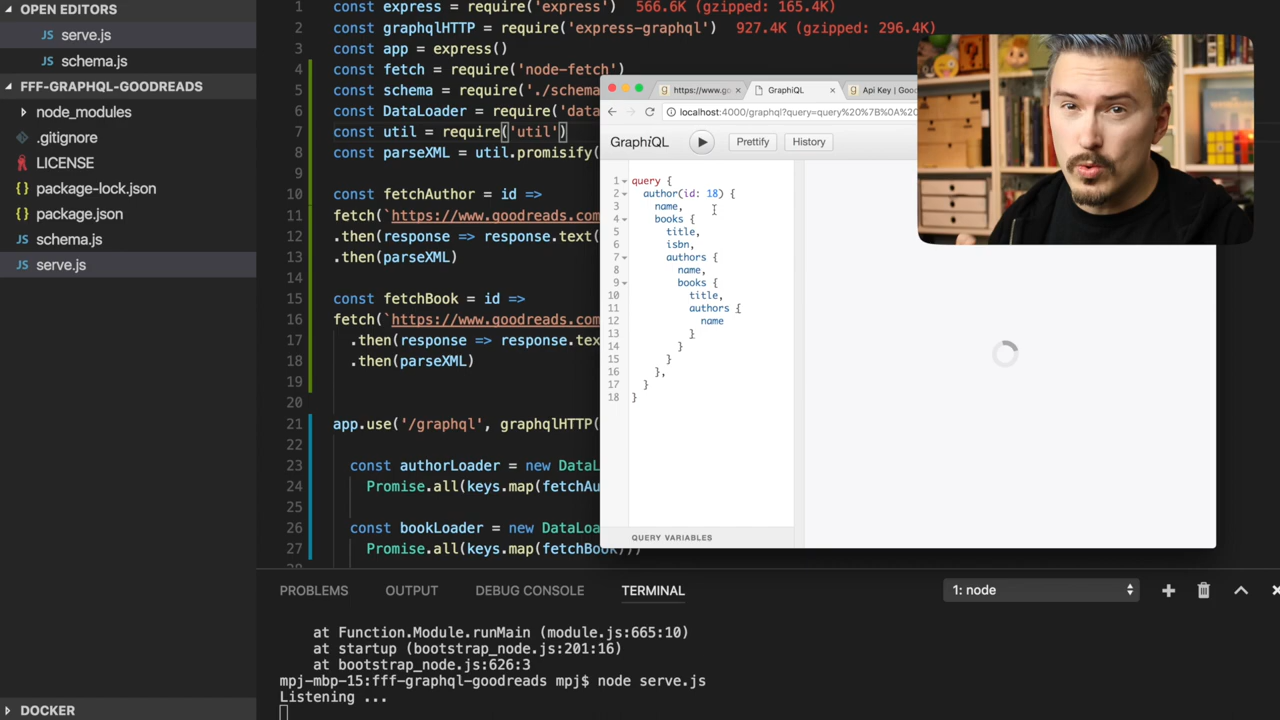 OPEN EDITORS
JS serve.js
JS schema.js
FFF-GRAPHQL-GOODREADS
node_modules
.gitignore
LICENSE
{} package-lock.json
{} package.json
JS schema.js
JS serve.js
DOCKER
1 const express = require('express') 566.6K (gzipped: 165.4K)
2 const graphqlHTTP = require('express-graphql') 927.4K (gzipped: 296.4K)
3 const app = express()
4 const fetch = require('node-fetch')
5 const schema = require('./schema
6 const DataLoader = require('data
7 const util = require('util')
8 const parseXML = util.promisify(
9
10 const fetchAuthor = id =>
11 fetch(`https://www.goodreads.com
12 .then(response => response.text(
13 .then(parseXML)
14
15 const fetchBook = id =>
16 fetch(`https://www.goodreads.com
17 .then(response => response.tex
18 .then(parseXML)
19
20
21 app.use('/graphql', graphqlHTTP(
22
23 const authorLoader = new DataL
24 Promise.all(keys.map(fetchAu
25
26 const bookLoader = new DataLoa
27 Promise.all(keys.map(fetchBook)))
https://www.go
GraphiQL
Api Key | Good
localhost:4000/graphql?query=query%20%7B%0A%20
GraphiQL
Prettify
History
1 query {
2 author(id: 18) {
3 name,
4 books {
5 title,
6 isbn,
7 authors {
8 name,
9 books {
10 title,
11 authors {
12 name
13 }
14 }
15 }
16 },
17 }
18 }
QUERY VARIABLES
PROBLEMS OUTPUT DEBUG CONSOLE TERMINAL 1: node
at Function.Module.runMain (module.js:665:10)
at startup (bootstrap_node.js:201:16)
at bootstrap_node.js:626:3
mpj-mbp-15:fff-graphql-goodreads mpj$ node serve.js
Listening ...